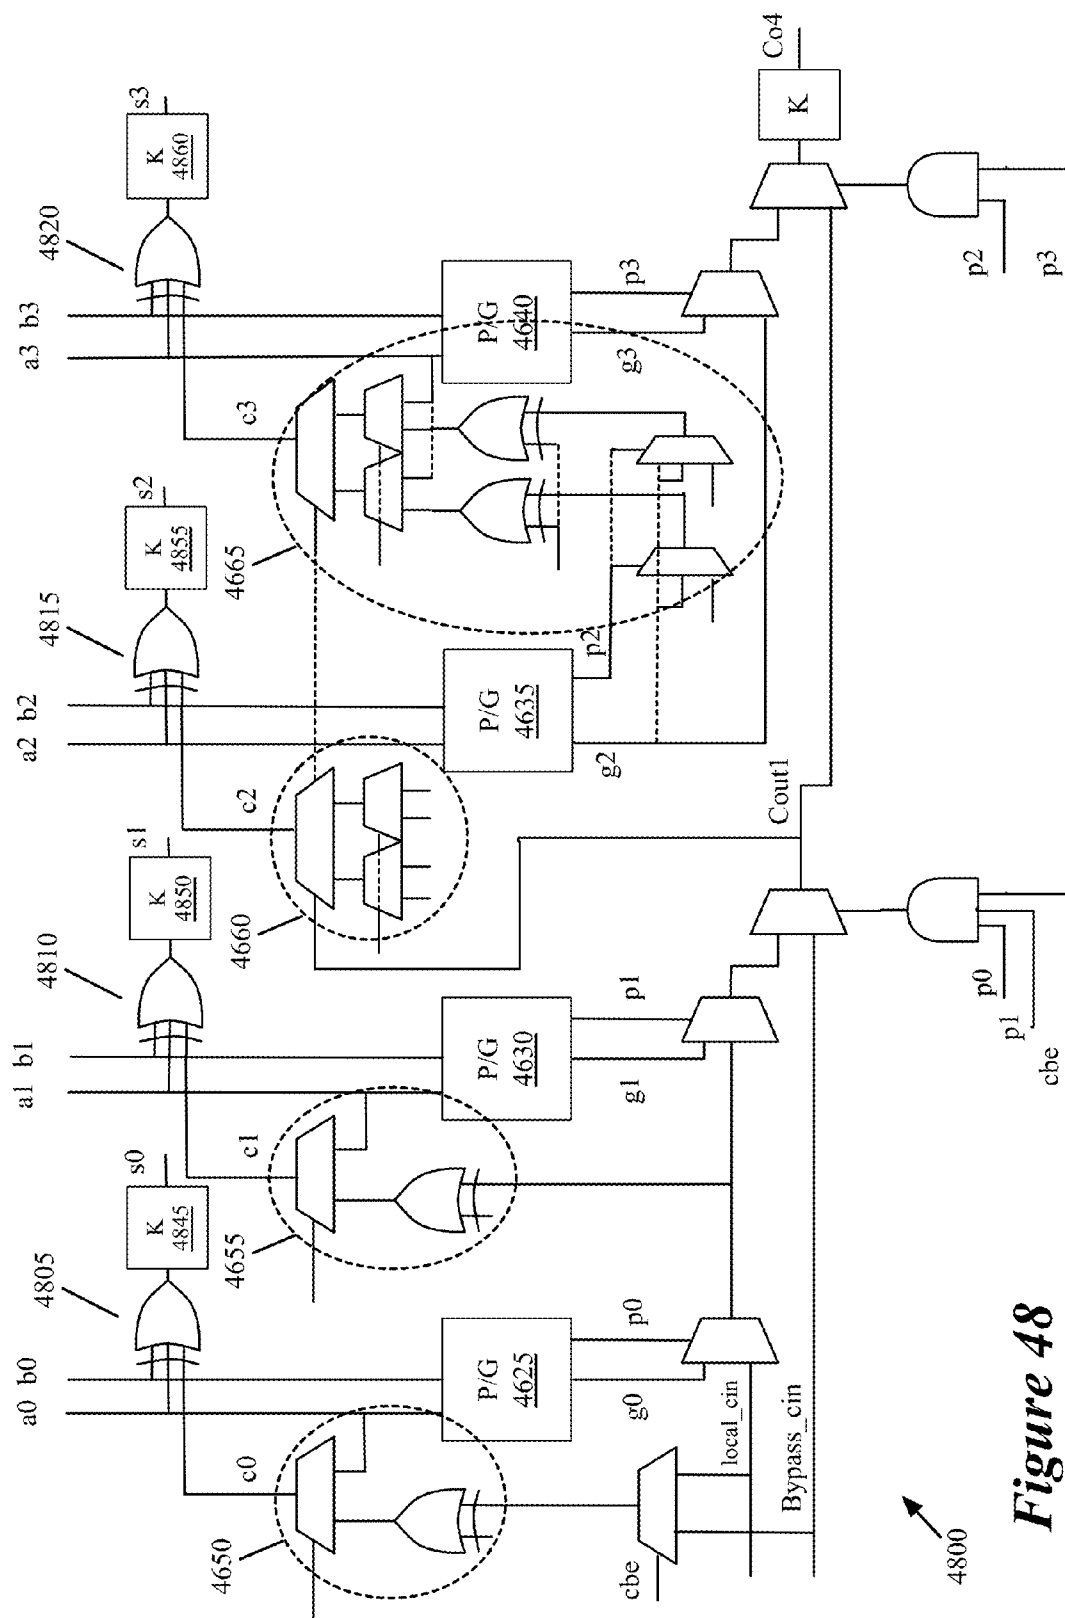 a0 b0
4805
K
4845
s0
a1 b1
4810
K
4850
s1
a2 b2
4815
K
4855
s2
a3 b3
4820
K
4860
s3
4650
c0
4655
c1
4660
c2
4665
c3
P/G
4625
P/G
4630
P/G
4635
P/G
4640
g0
p0
g1
p1
g2
p2
g3
p3
cbe
local_cin
Bypass_cin
Cout1
K
Co4
p0
p1
cbe
p2
p3
4800
Figure 48